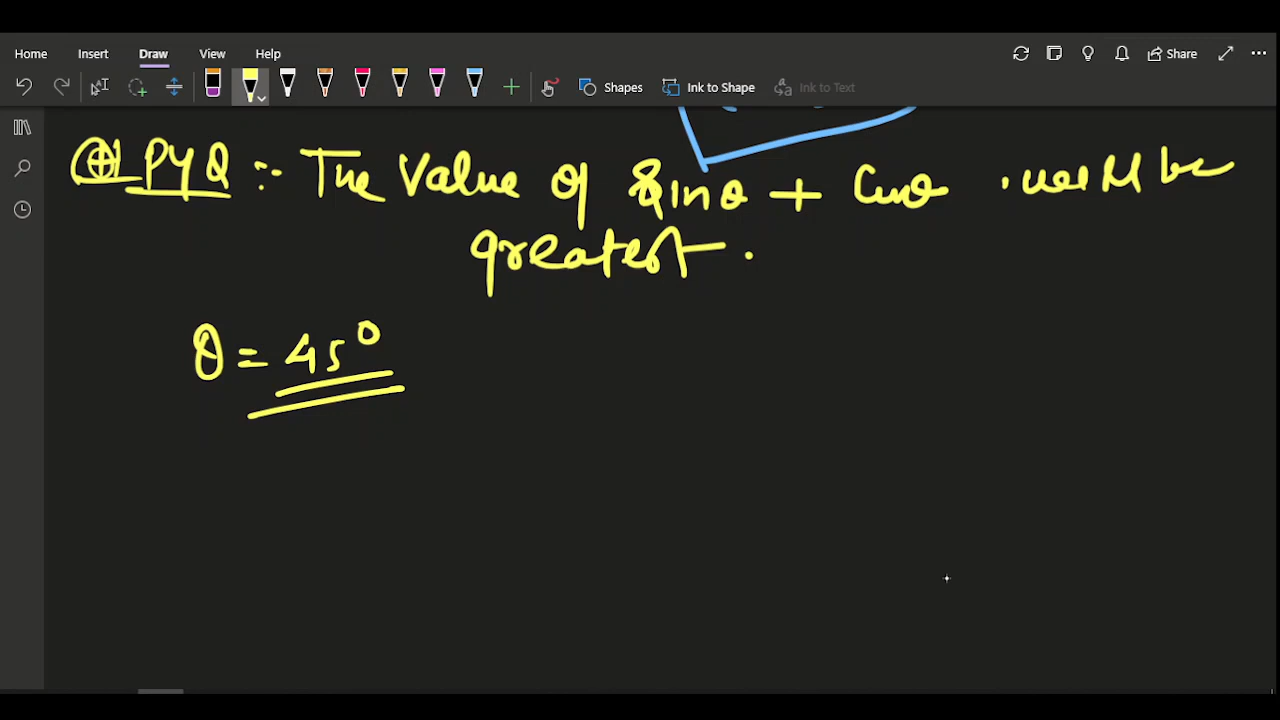 Home Insert Draw View Help Share
Shapes Ink to Shape Ink to Text
PYQ :- The Value of Sinθ + Cosθ will be
greatest .
θ = 45°